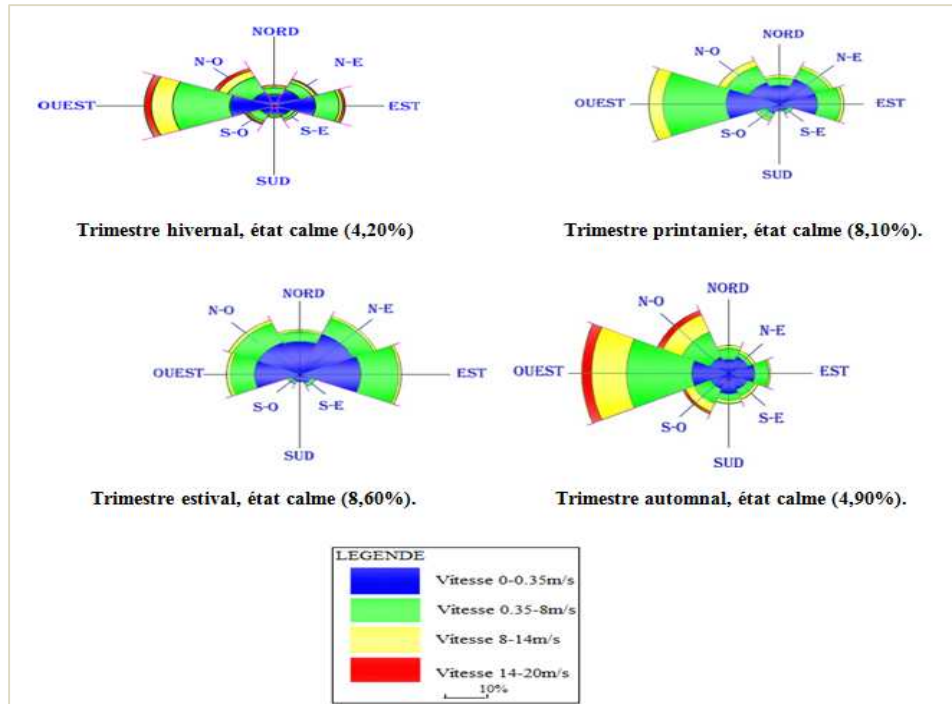 NORD
N-O
N-E
OUEST
EST
S-O
S-E
SUD
Trimestre hivernal, état calme (4,20%)
NORD
N-O
N-E
OUEST
EST
S-O
S-E
SUD
Trimestre printanier, état calme (8,10%).
NORD
N-O
N-E
OUEST
EST
S-O
S-E
SUD
Trimestre estival, état calme (8,60%).
NORD
N-O
N-E
OUEST
EST
S-O
S-E
SUD
Trimestre automnal, état calme (4,90%).
LEGENDE
Vitesse 0-0.35m/s
Vitesse 0.35-8m/s
Vitesse 8-14m/s
Vitesse 14-20m/s
10%